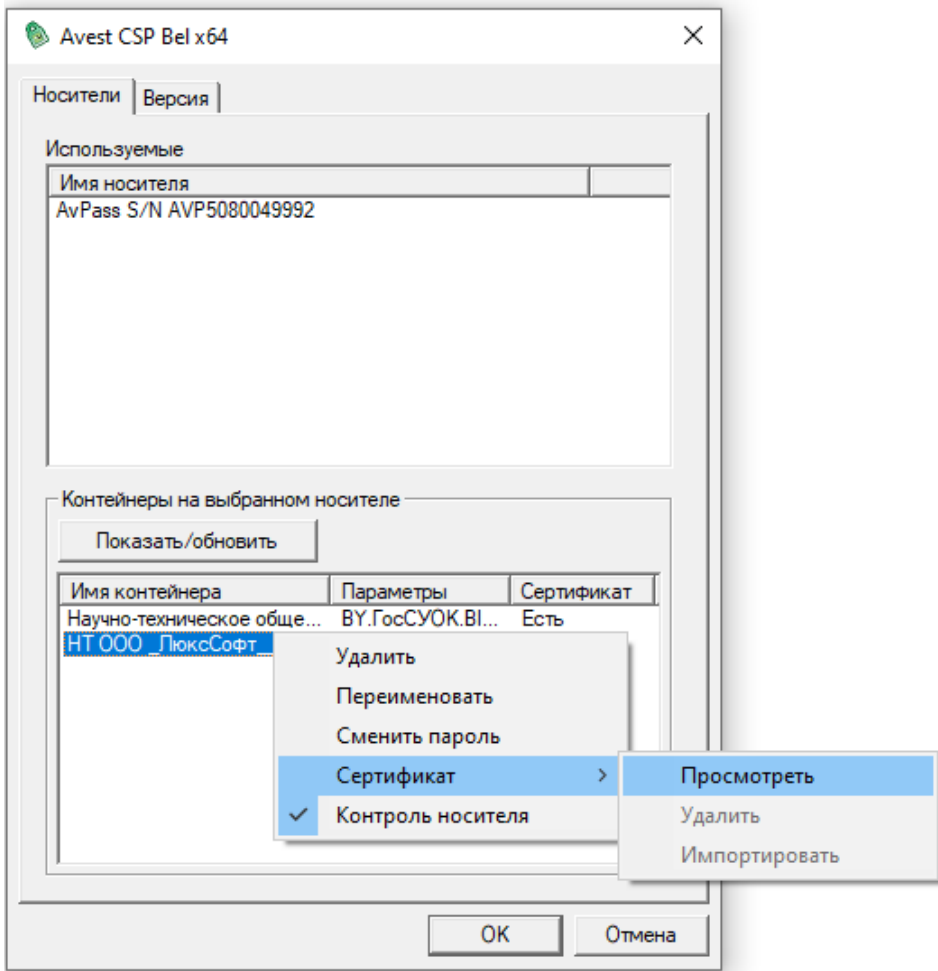 Avest CSP Bel x64
Носители Версия
Используемые
Имя носителя
AvPass S/N AVP5080049992
Контейнеры на выбранном носителе
Показать/обновить
Имя контейнера Параметры Сертификат
Научно-техническое обще... BY.ГосСУОК.BI... Есть
НТ ООО _ЛюксСофт_
Удалить
Переименовать
Сменить пароль
Сертификат Просмотреть
Контроль носителя Удалить
Импортировать
OK Отмена